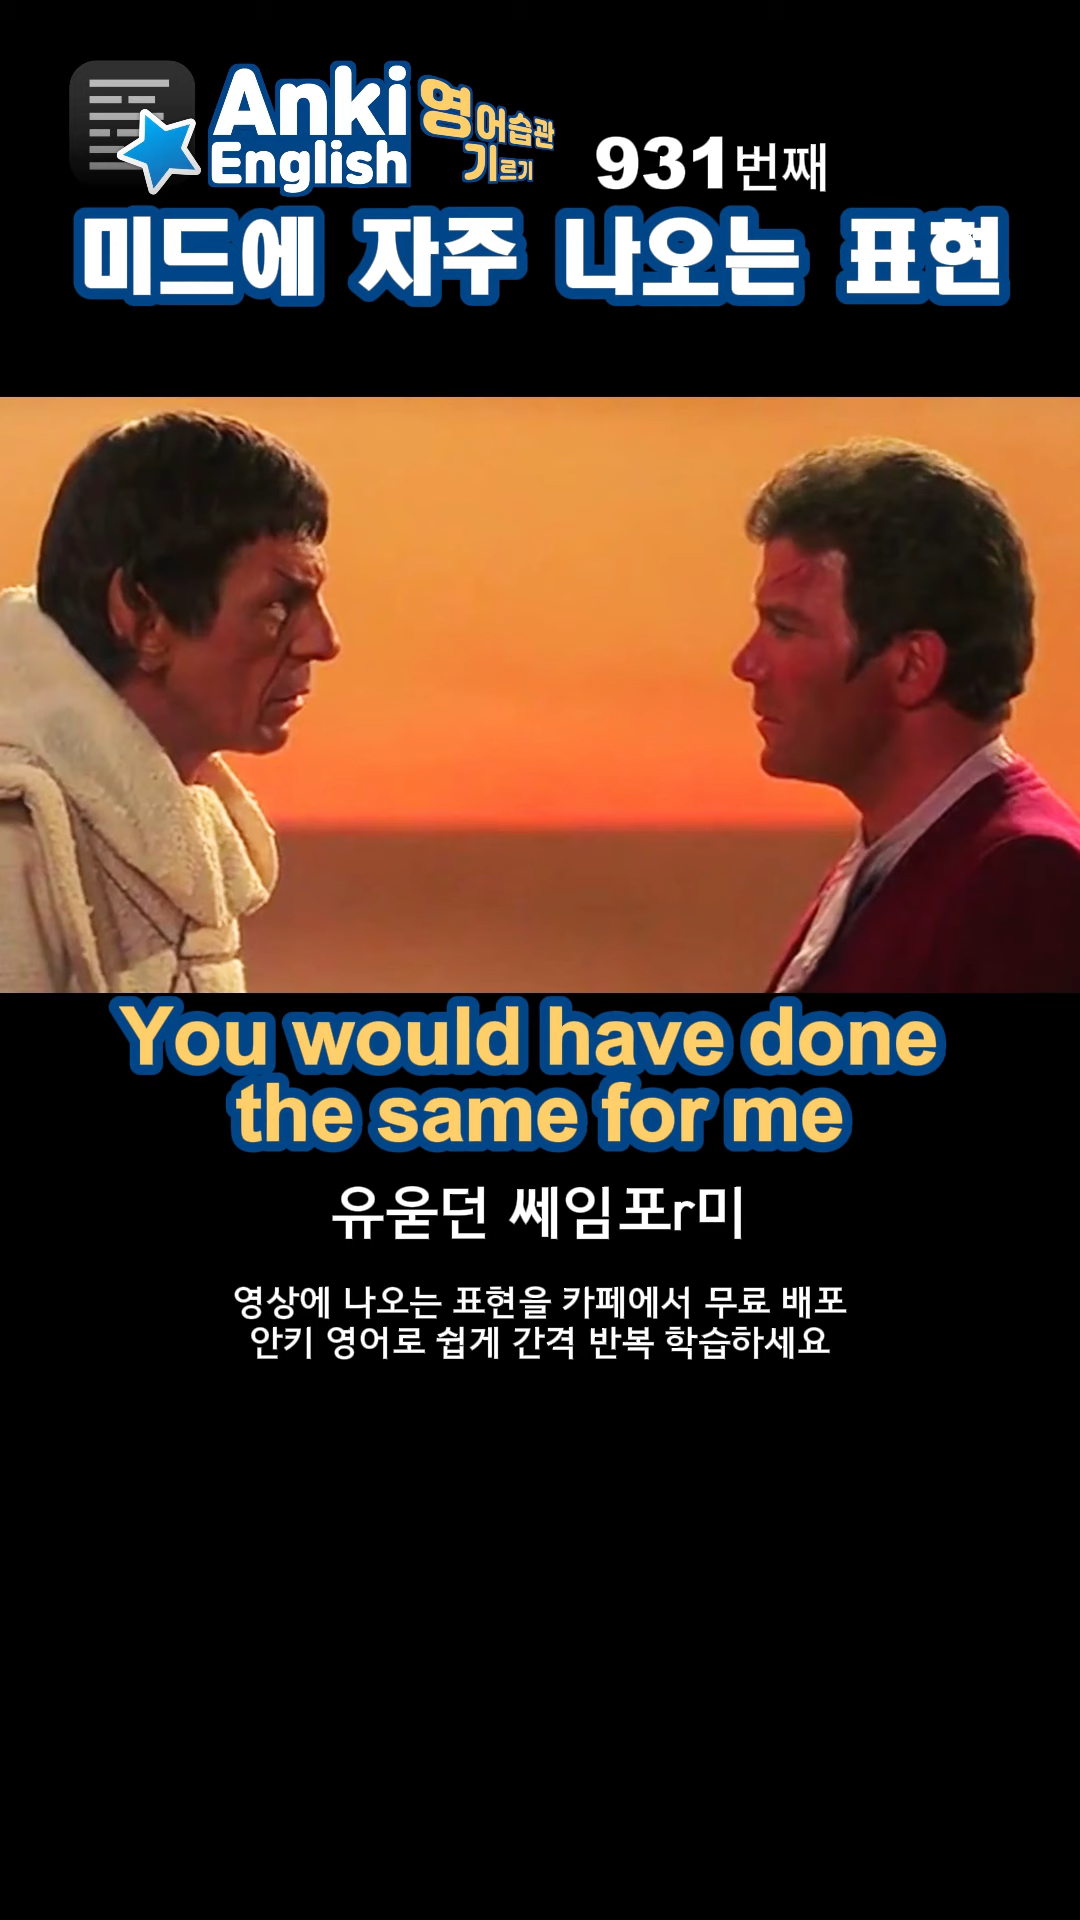 Anki
English
영어습관
기르기
931번째
미드에 자주 나오는 표현
You would have done
the same for me
유욷던 쎄임포r미
영상에 나오는 표현을 카페에서 무료 배포
안키 영어로 쉽게 간격 반복 학습하세요